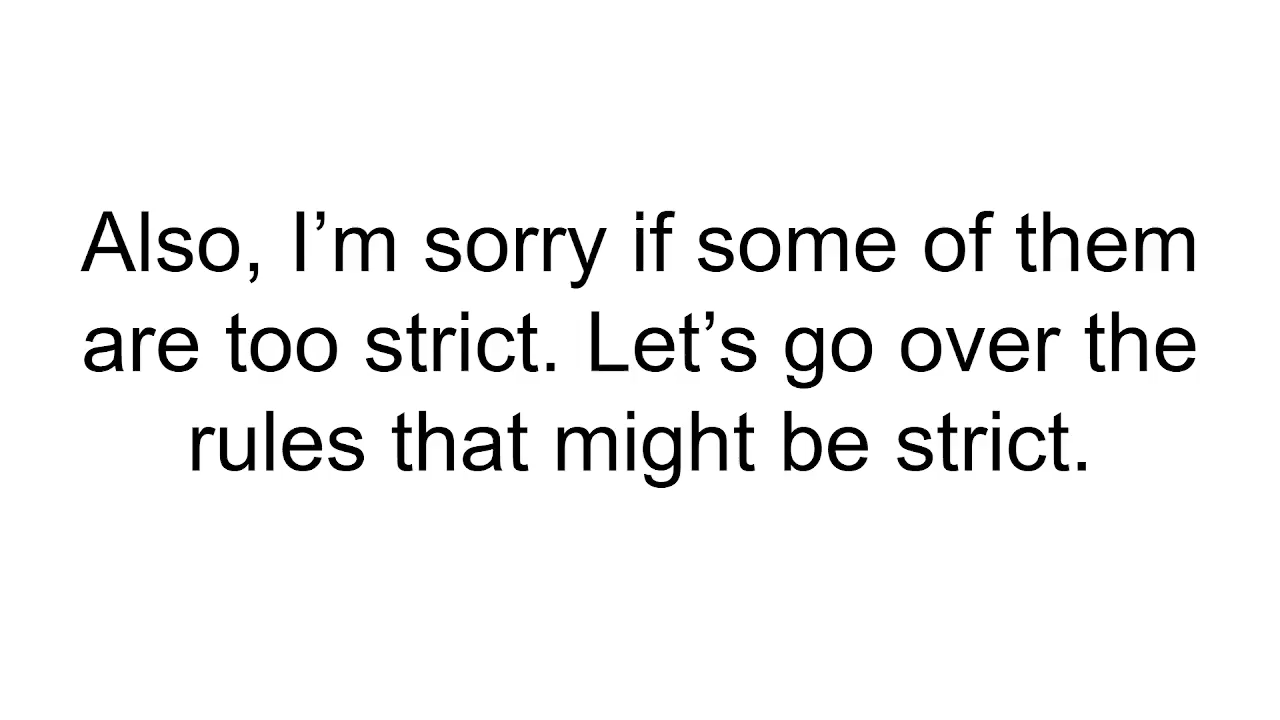 Also, I’m sorry if some of them
are too strict. Let’s go over the
rules that might be strict.